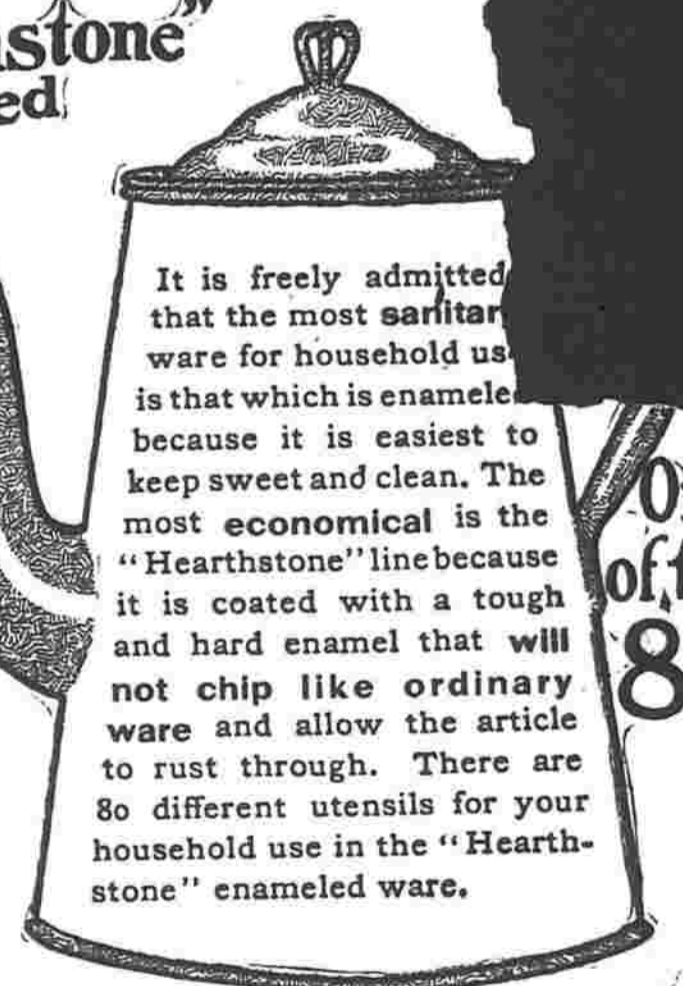 stone”
ed
It is freely admitted
that the most sanitar
ware for household us
is that which is enamele
because it is easiest to
keep sweet and clean. The
most economical is the
“Hearthstone” line because
it is coated with a tough
and hard enamel that will
not chip like ordinary
ware and allow the article
to rust through. There are
80 different utensils for your
household use in the “Hearth-
stone” enameled ware.
of
8